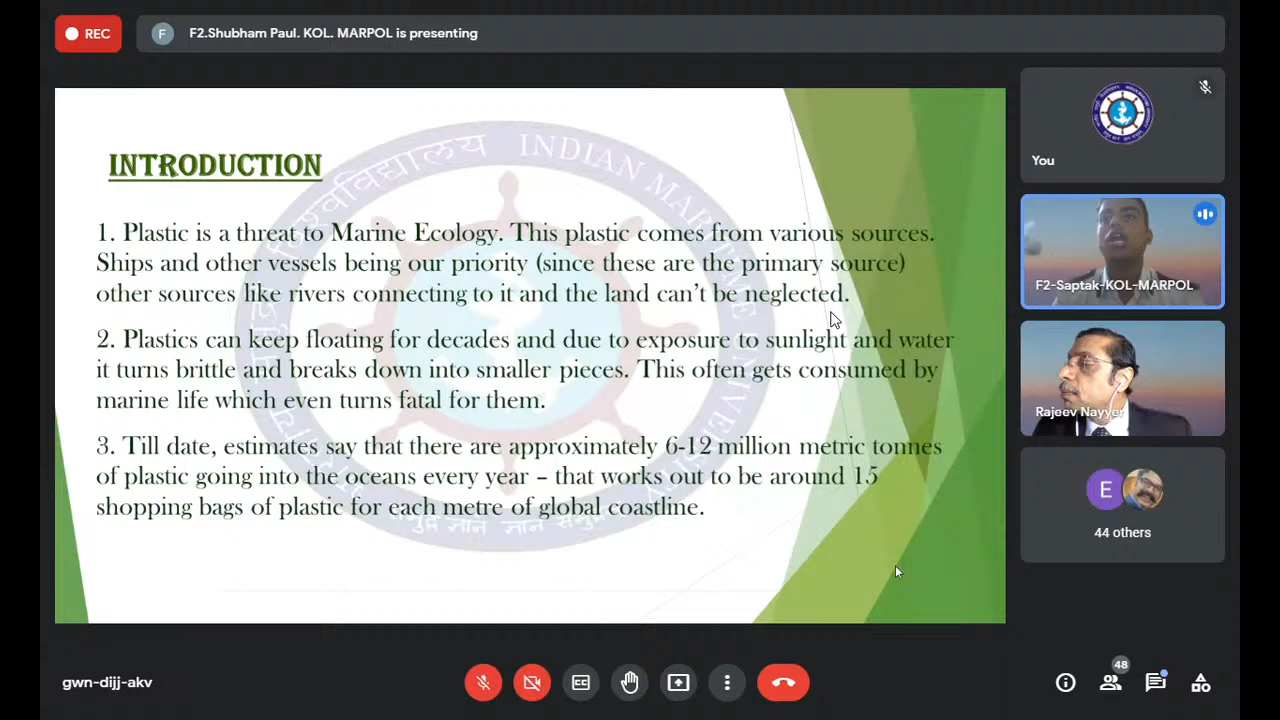 REC
F
F2.Shubham Paul. KOL. MARPOL is presenting
INTRODUCTION
INDIAN MARITIME UNIVERSITY
1. Plastic is a threat to Marine Ecology. This plastic comes from various sources.
Ships and other vessels being our priority (since these are the primary source)
other sources like rivers connecting to it and the land can't be neglected.
2. Plastics can keep floating for decades and due to exposure to sunlight and water
it turns brittle and breaks down into smaller pieces. This often gets consumed by
marine life which even turns fatal for them.
3. Till date, estimates say that there are approximately 6-12 million metric tonnes
of plastic going into the oceans every year – that works out to be around 15
shopping bags of plastic for each metre of global coastline.
You
F2-Saptak-KOL-MARPOL
Rajeev Nayyer
E
44 others
gwn-dijj-akv
CC
48